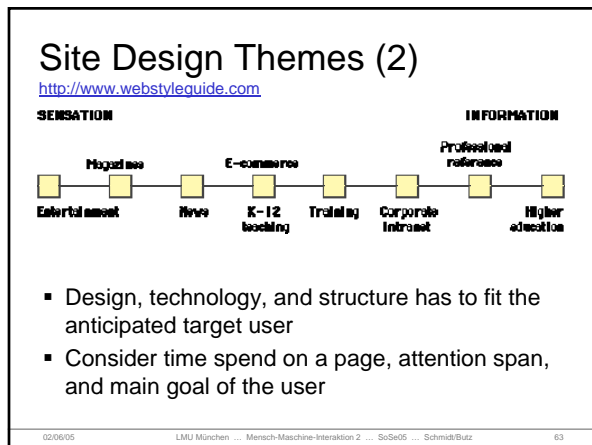 Site Design Themes (2)
http://www.webstyleguide.com
SENSATION INFORMATION
Magazines E-commerce Professional reference
Entertainment News K-12 teaching Training Corporate Intranet Higher education
▪ Design, technology, and structure has to fit the
anticipated target user
▪ Consider time spend on a page, attention span,
and main goal of the user
02/06/05 LMU München ... Mensch-Maschine-Interaktion 2 ... SoSe05 ... Schmidt/Butz 63